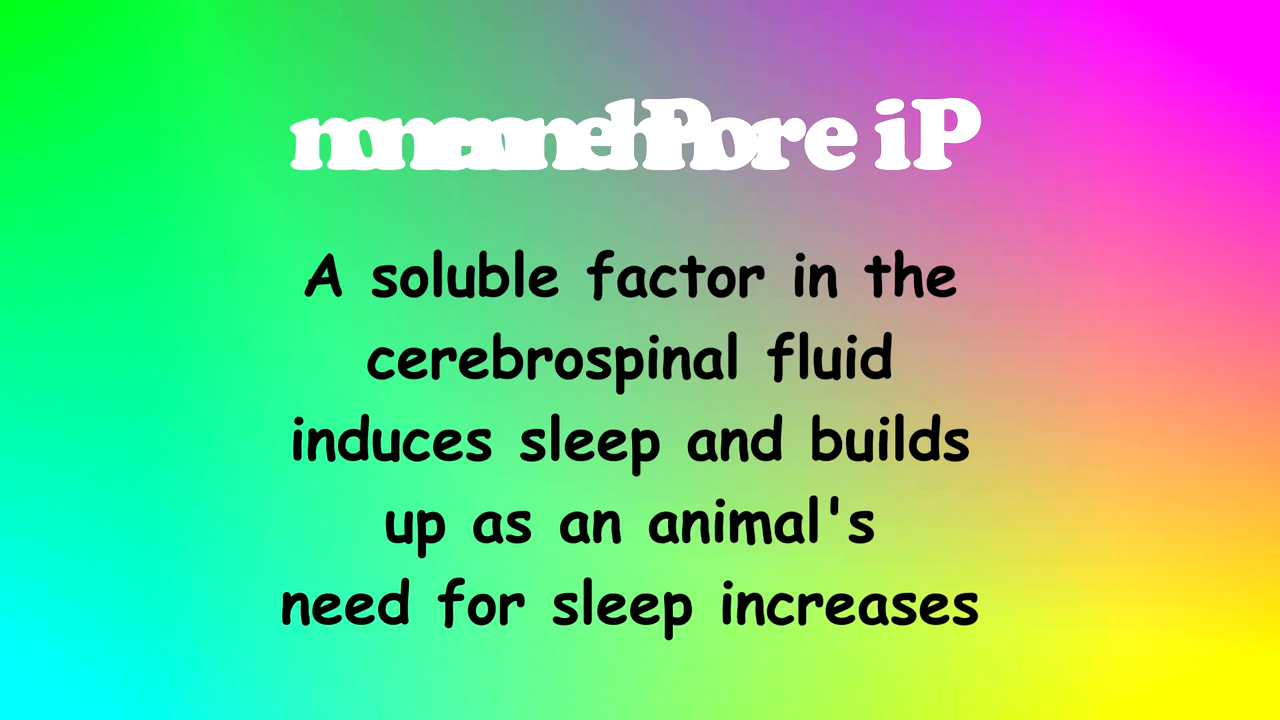 A soluble factor in the
cerebrospinal fluid
induces sleep and builds
up as an animal's
need for sleep increases